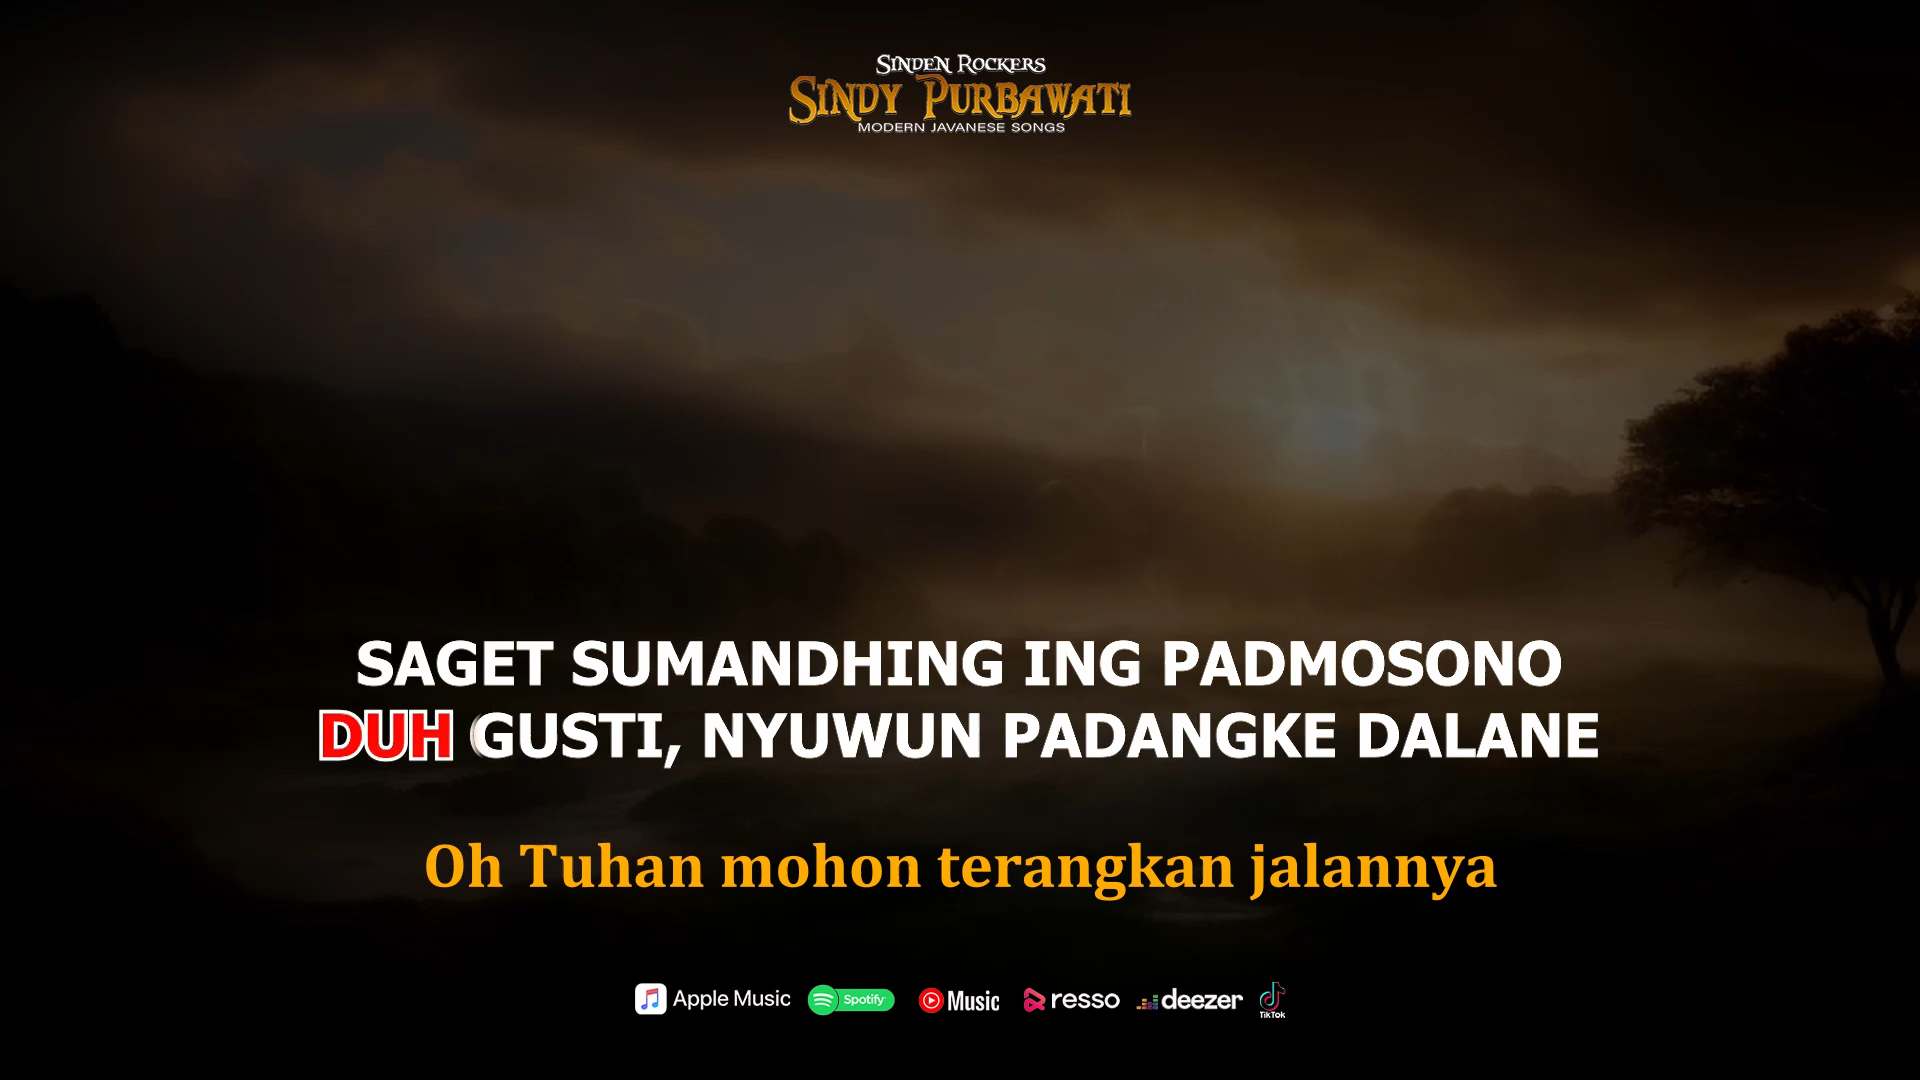 SINDEN ROCKERS
SINDY PURBAWATI
MODERN JAVANESE SONGS
SAGET SUMANDHING ING PADMOSONO
DUH GUSTI, NYUWUN PADANGKE DALANE
Oh Tuhan mohon terangkan jalannya
Apple Music Spotify Music resso deezer TikTok